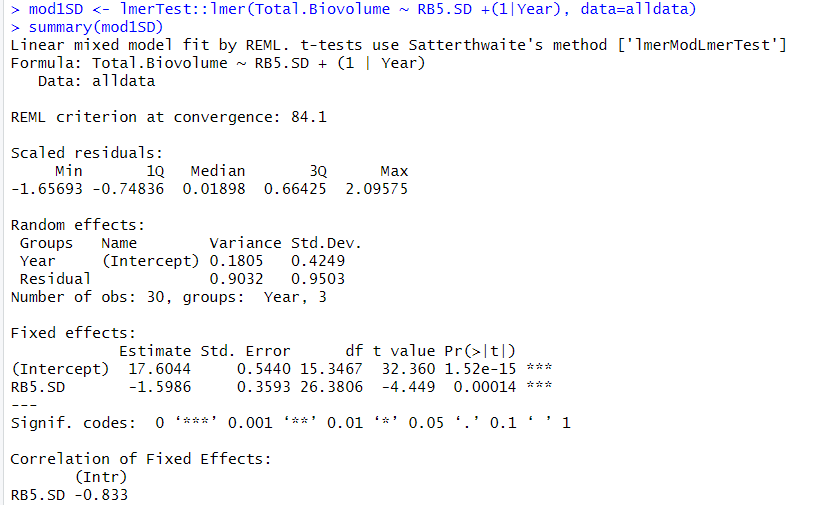 > mod1SD <- lmerTest::lmer(Total.Biovolume ~ RB5.SD +(1|Year), data=alldata)
> summary(mod1SD)
Linear mixed model fit by REML. t-tests use Satterthwaite's method ['lmerModLmerTest']
Formula: Total.Biovolume ~ RB5.SD + (1 | Year)
   Data: alldata

REML criterion at convergence: 84.1

Scaled residuals:
     Min       1Q   Median       3Q      Max
-1.65693 -0.74836  0.01898  0.66425  2.09575

Random effects:
 Groups   Name        Variance Std.Dev.
 Year     (Intercept) 0.1805   0.4249
 Residual             0.9032   0.9503
Number of obs: 30, groups:  Year, 3

Fixed effects:
            Estimate Std. Error      df t value Pr(>|t|)
(Intercept)  17.6044     0.5440 15.3467  32.360 1.52e-15 ***
RB5.SD       -1.5986     0.3593 26.3806  -4.449  0.00014 ***
---
Signif. codes:  0 ‘***’ 0.001 ‘**’ 0.01 ‘*’ 0.05 ‘.’ 0.1 ‘ ’ 1

Correlation of Fixed Effects:
       (Intr)
RB5.SD -0.833